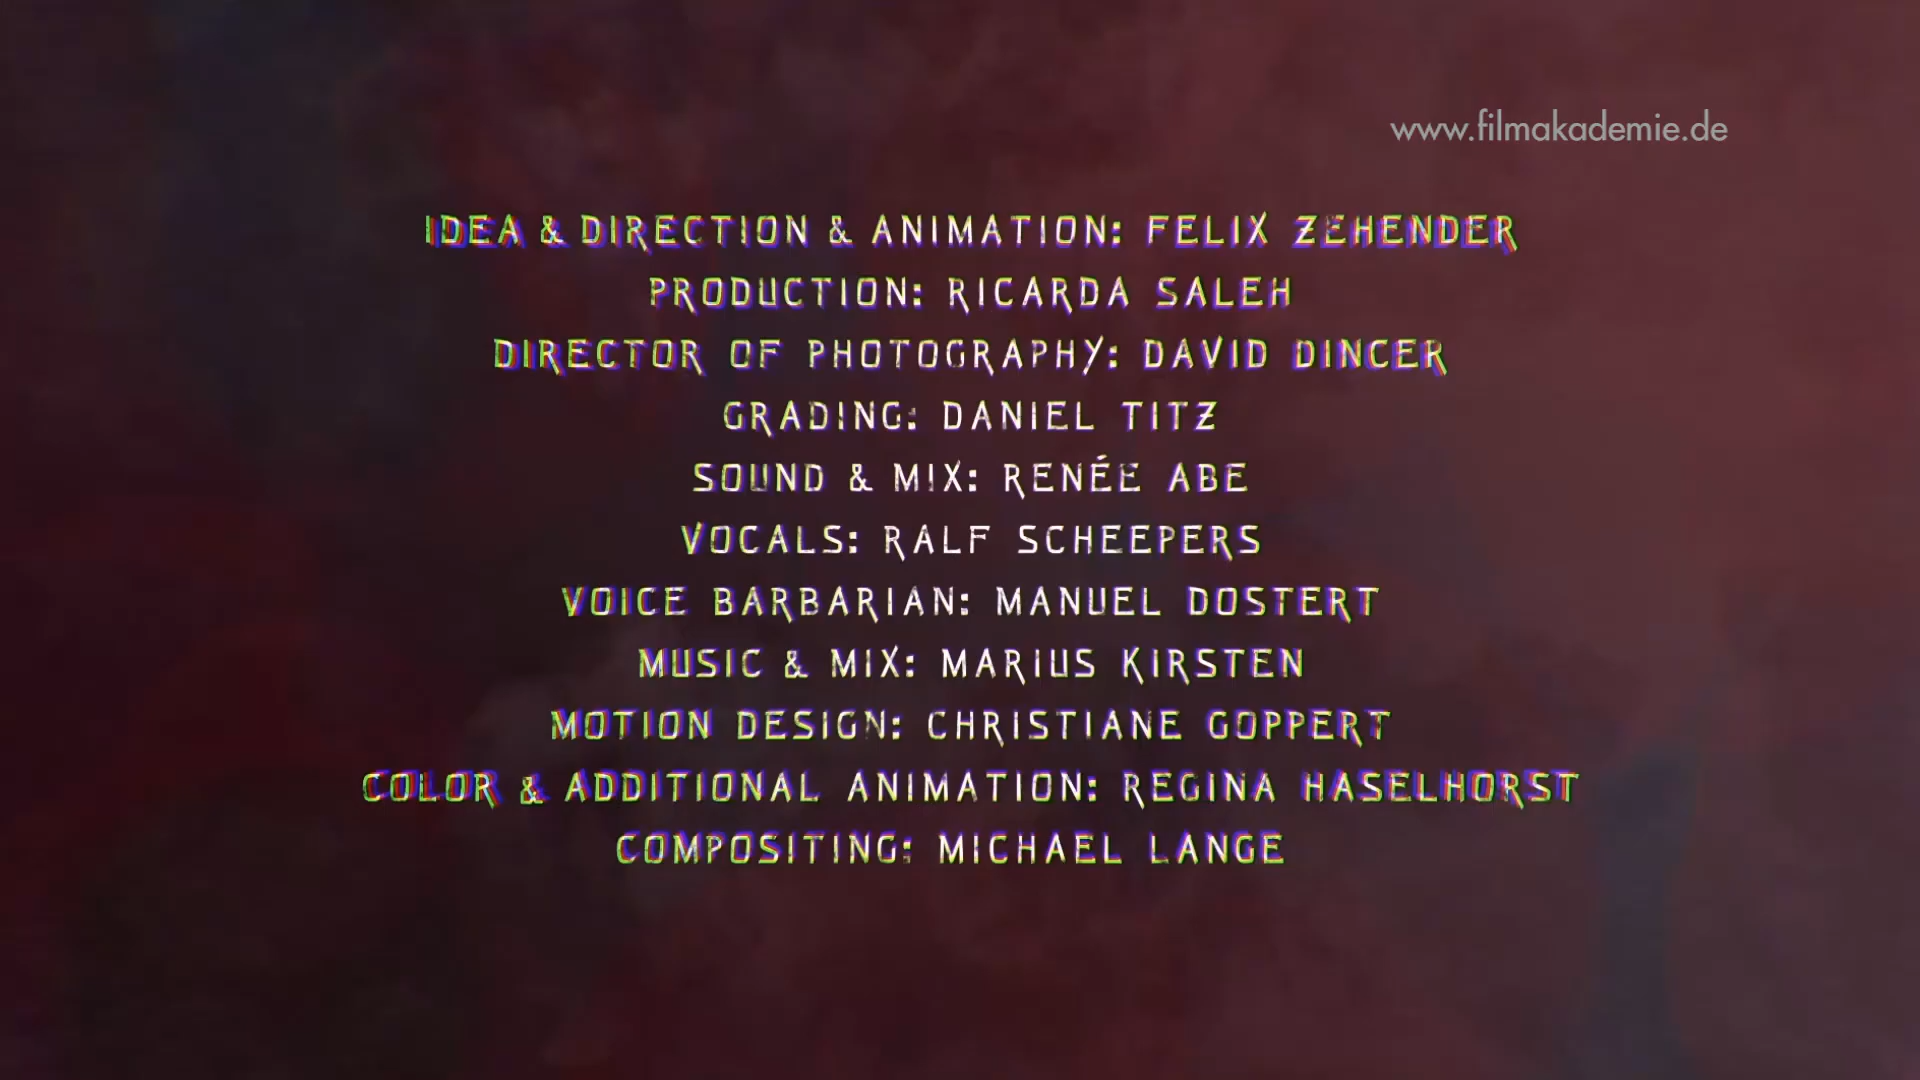 www.filmakademie.de
IDEA & DIRECTION & ANIMATION: FELIX ZEHENDER
PRODUCTION: RICARDA SALEH
DIRECTOR OF PHOTOGRAPHY: DAVID DINCER
GRADING: DANIEL TITZ
SOUND & MIX: RENÉE ABE
VOCALS: RALF SCHEEPERS
VOICE BARBARIAN: MANUEL DOSTERT
MUSIC & MIX: MARIUS KIRSTEN
MOTION DESIGN: CHRISTIANE GOPPERT
COLOR & ADDITIONAL ANIMATION: REGINA HASELHORST
COMPOSITING: MICHAEL LANGE